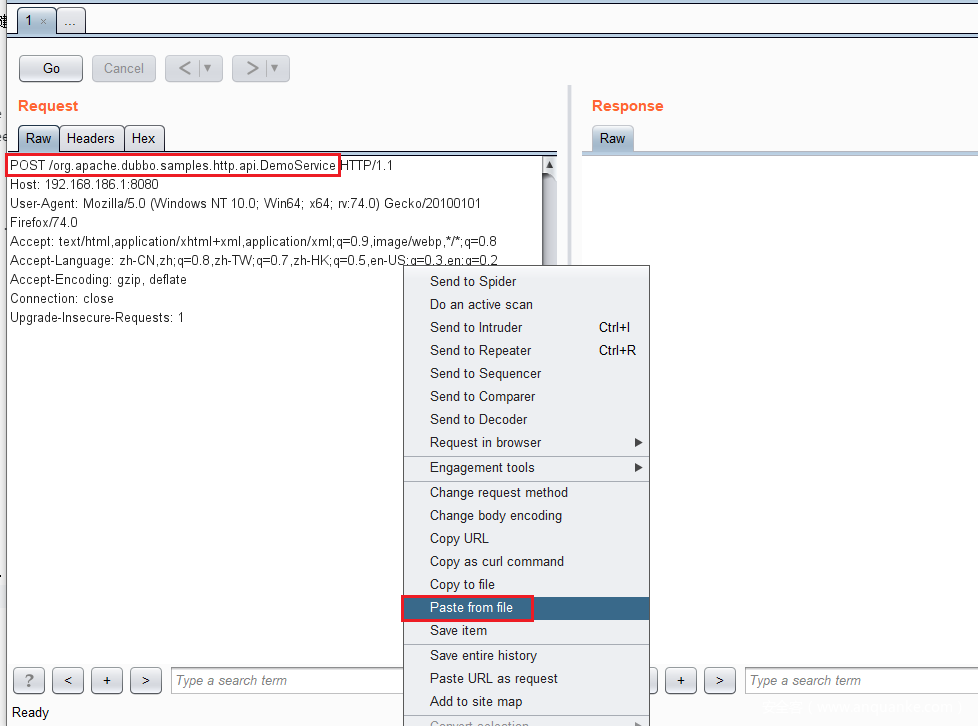 1 ×
...
Go
Cancel
<
▼
>
▼
Request
Response
Raw
Headers
Hex
Raw
POST /org.apache.dubbo.samples.http.api.DemoService HTTP/1.1
Host: 192.168.186.1:8080
User-Agent: Mozilla/5.0 (Windows NT 10.0; Win64; x64; rv:74.0) Gecko/20100101
Firefox/74.0
Accept: text/html,application/xhtml+xml,application/xml;q=0.9,image/webp,*/*;q=0.8
Accept-Language: zh-CN,zh;q=0.8,zh-TW;q=0.7,zh-HK;q=0.5,en-US;q=0.3,en;q=0.2
Accept-Encoding: gzip, deflate
Connection: close
Upgrade-Insecure-Requests: 1
Send to Spider
Do an active scan
Send to Intruder Ctrl+I
Send to Repeater Ctrl+R
Send to Sequencer
Send to Comparer
Send to Decoder
Request in browser
Engagement tools
Change request method
Change body encoding
Copy URL
Copy as curl command
Copy to file
Paste from file
Save item
Save entire history
Paste URL as request
Add to site map
Convert selection
?
<
+
>
Type a search term
+
>
Type a search term
Ready